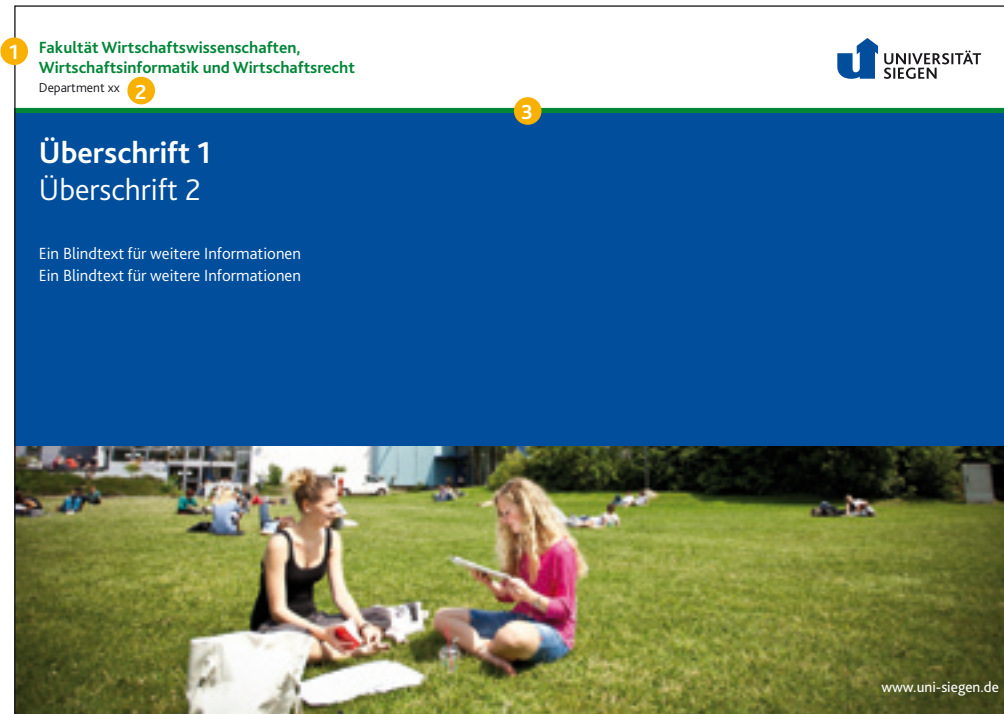 1
Fakultät Wirtschaftswissenschaften,
Wirtschaftsinformatik und Wirtschaftsrecht
Department xx 2
UNIVERSITÄT
SIEGEN
3
Überschrift 1
Überschrift 2
Ein Blindtext für weitere Informationen
Ein Blindtext für weitere Informationen
www.uni-siegen.de